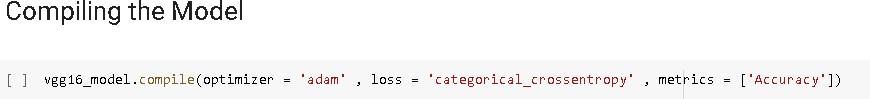 Compiling the Model
[ ] vgg16_model.compile(optimizer = 'adam' , loss = 'categorical_crossentropy' , metrics = ['Accuracy'])